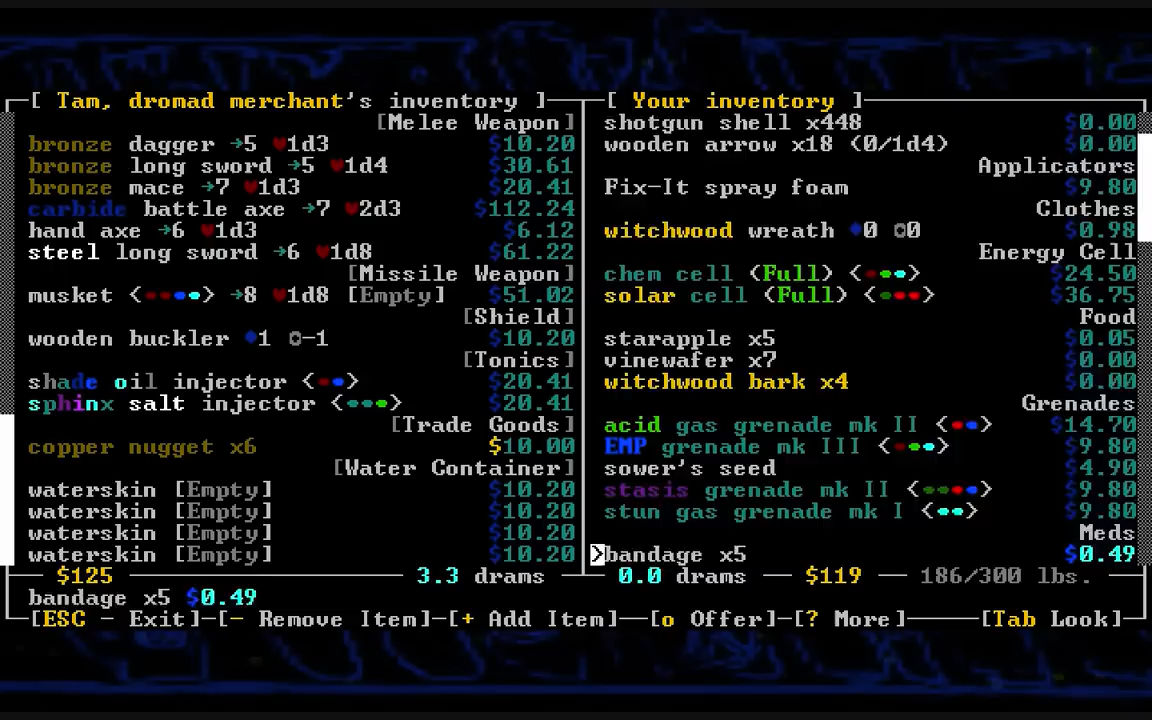 [ Tam, dromad merchant's inventory ]
[Melee Weapon]
bronze dagger →5 ♥1d3 $10.20
bronze long sword →5 ♥1d4 $30.61
bronze mace →7 ♥1d3 $20.41
carbide battle axe →7 ♥2d3 $112.24
hand axe →6 ♥1d3 $6.12
steel long sword →6 ♥1d8 $61.22
[Missile Weapon]
musket <••••> →8 ♥1d8 [Empty] $51.02
[Shield]
wooden buckler ♦1 ◘-1 $10.20
[Tonics]
shade oil injector <••> $20.41
sphinx salt injector <•••> $20.41
[Trade Goods]
copper nugget x6 $10.00
[Water Container]
waterskin [Empty] $10.20
waterskin [Empty] $10.20
waterskin [Empty] $10.20
waterskin [Empty] $10.20
$125 3.3 drams
[ Your inventory ]
shotgun shell x448 $0.00
wooden arrow x18 (0/1d4) $0.00
Applicators
Fix-It spray foam $9.80
Clothes
witchwood wreath ♦0 ◘0 $0.98
Energy Cell
chem cell (Full) <•••> $24.50
solar cell (Full) <•••> $36.75
Food
starapple x5 $0.05
vinewafer x7 $0.00
witchwood bark x4 $0.00
Grenades
acid gas grenade mk II <••> $14.70
EMP grenade mk III <•••> $9.80
sower's seed $4.90
stasis grenade mk II <••••> $9.80
stun gas grenade mk I <••> $9.80
Meds
>bandage x5 $0.49
0.0 drams — $119 — 186/300 lbs.
bandage x5 $0.49
[ESC - Exit]-[- Remove Item]-[+ Add Item]-[o Offer]-[? More] [Tab Look]